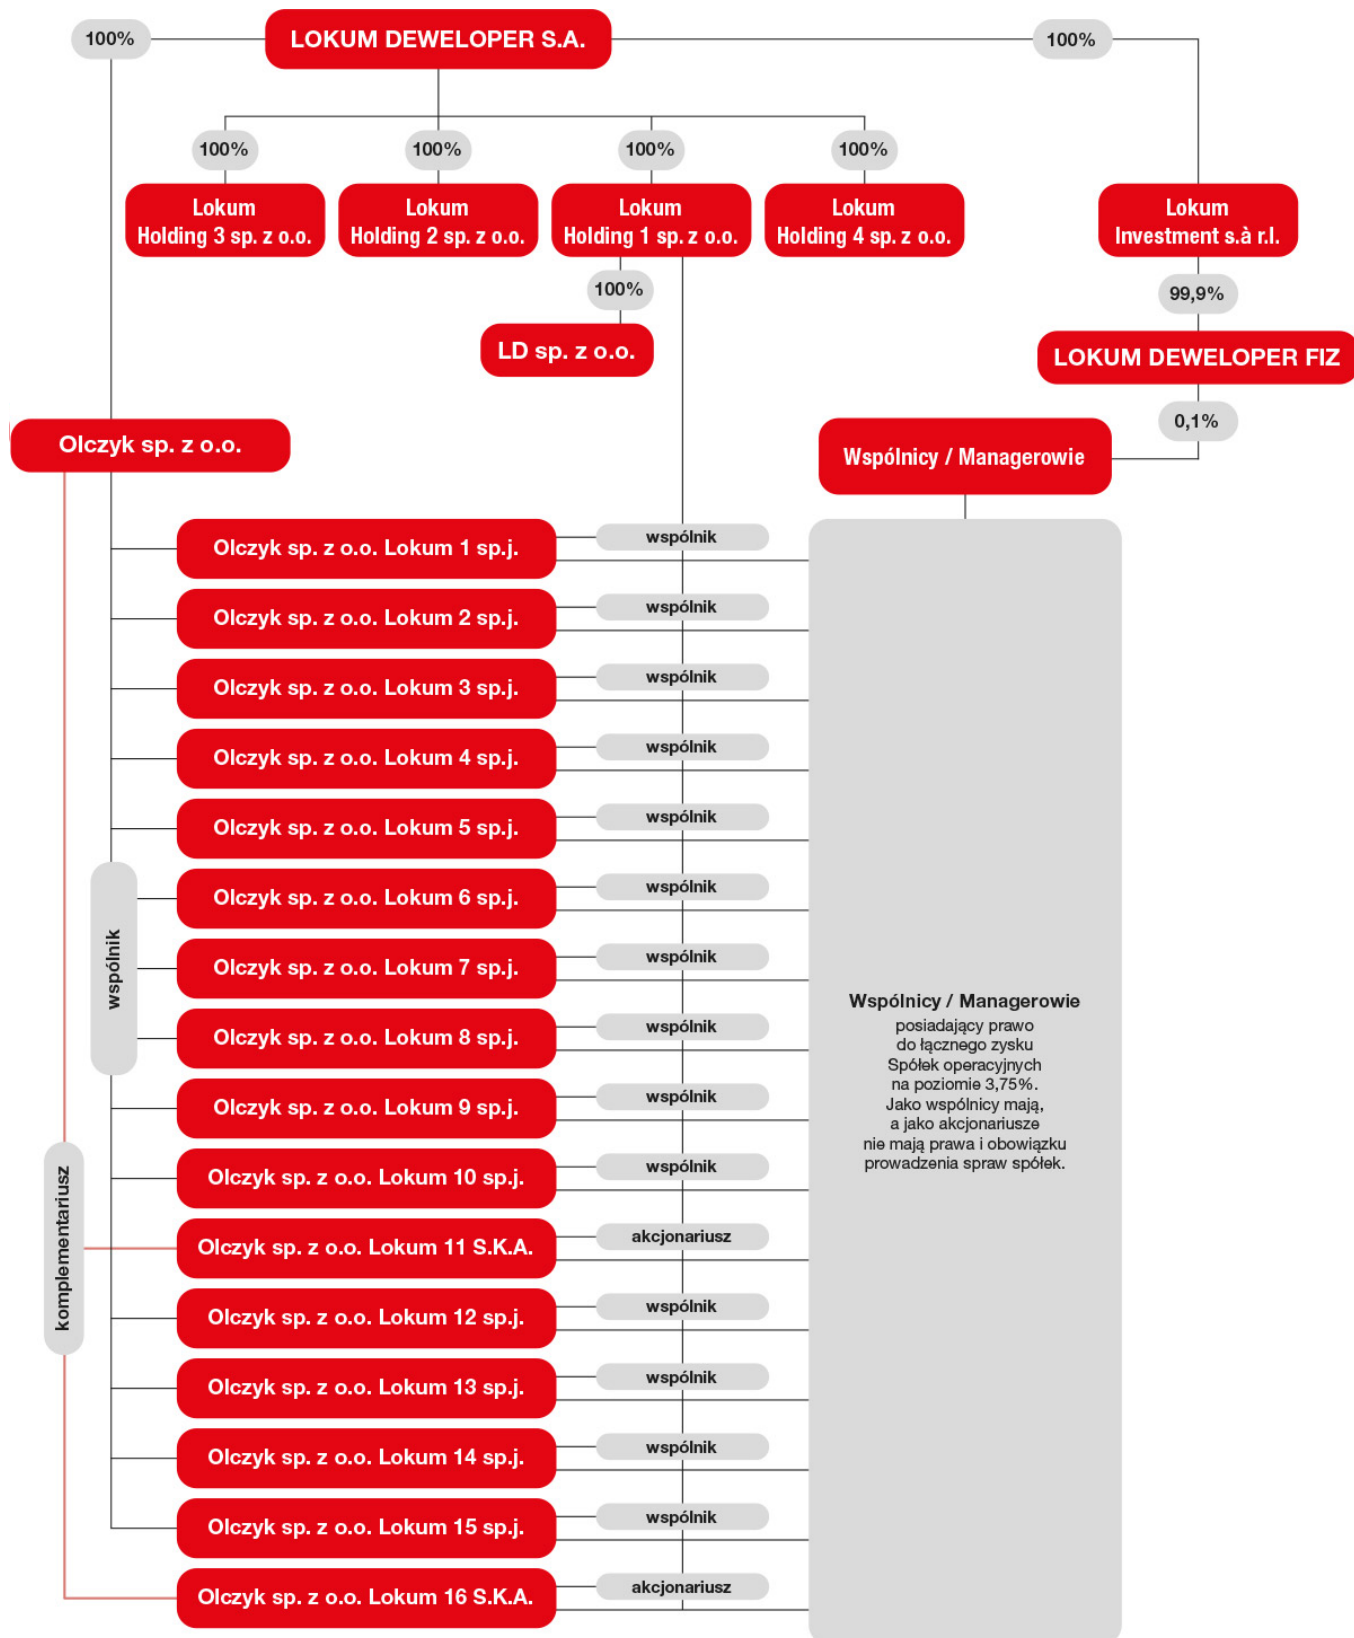 100%
LOKUM DEWELOPER S.A.
100%
100%
100%
100%
100%
Lokum
Holding 3 sp. z o.o.
Lokum
Holding 2 sp. z o.o.
Lokum
Holding 1 sp. z o.o.
Lokum
Holding 4 sp. z o.o.
Lokum
Investment s.à r.l.
100%
99,9%
LD sp. z o.o.
LOKUM DEWELOPER FIZ
0,1%
Olczyk sp. z o.o.
Wspólnicy / Managerowie
Olczyk sp. z o.o. Lokum 1 sp.j.
wspólnik
Olczyk sp. z o.o. Lokum 2 sp.j.
wspólnik
Olczyk sp. z o.o. Lokum 3 sp.j.
wspólnik
Olczyk sp. z o.o. Lokum 4 sp.j.
wspólnik
Olczyk sp. z o.o. Lokum 5 sp.j.
wspólnik
Olczyk sp. z o.o. Lokum 6 sp.j.
wspólnik
wspólnik
Olczyk sp. z o.o. Lokum 7 sp.j.
wspólnik
Olczyk sp. z o.o. Lokum 8 sp.j.
wspólnik
Olczyk sp. z o.o. Lokum 9 sp.j.
wspólnik
Olczyk sp. z o.o. Lokum 10 sp.j.
wspólnik
komplementariusz
Olczyk sp. z o.o. Lokum 11 S.K.A.
akcjonariusz
Olczyk sp. z o.o. Lokum 12 sp.j.
wspólnik
Olczyk sp. z o.o. Lokum 13 sp.j.
wspólnik
Olczyk sp. z o.o. Lokum 14 sp.j.
wspólnik
Olczyk sp. z o.o. Lokum 15 sp.j.
wspólnik
Olczyk sp. z o.o. Lokum 16 S.K.A.
akcjonariusz
Wspólnicy / Managerowie
posiadający prawo
do łącznego zysku
Spółek operacyjnych
na poziomie 3,75%.
Jako wspólnicy mają,
a jako akcjonariusze
nie mają prawa i obowiązku
prowadzenia spraw spółek.